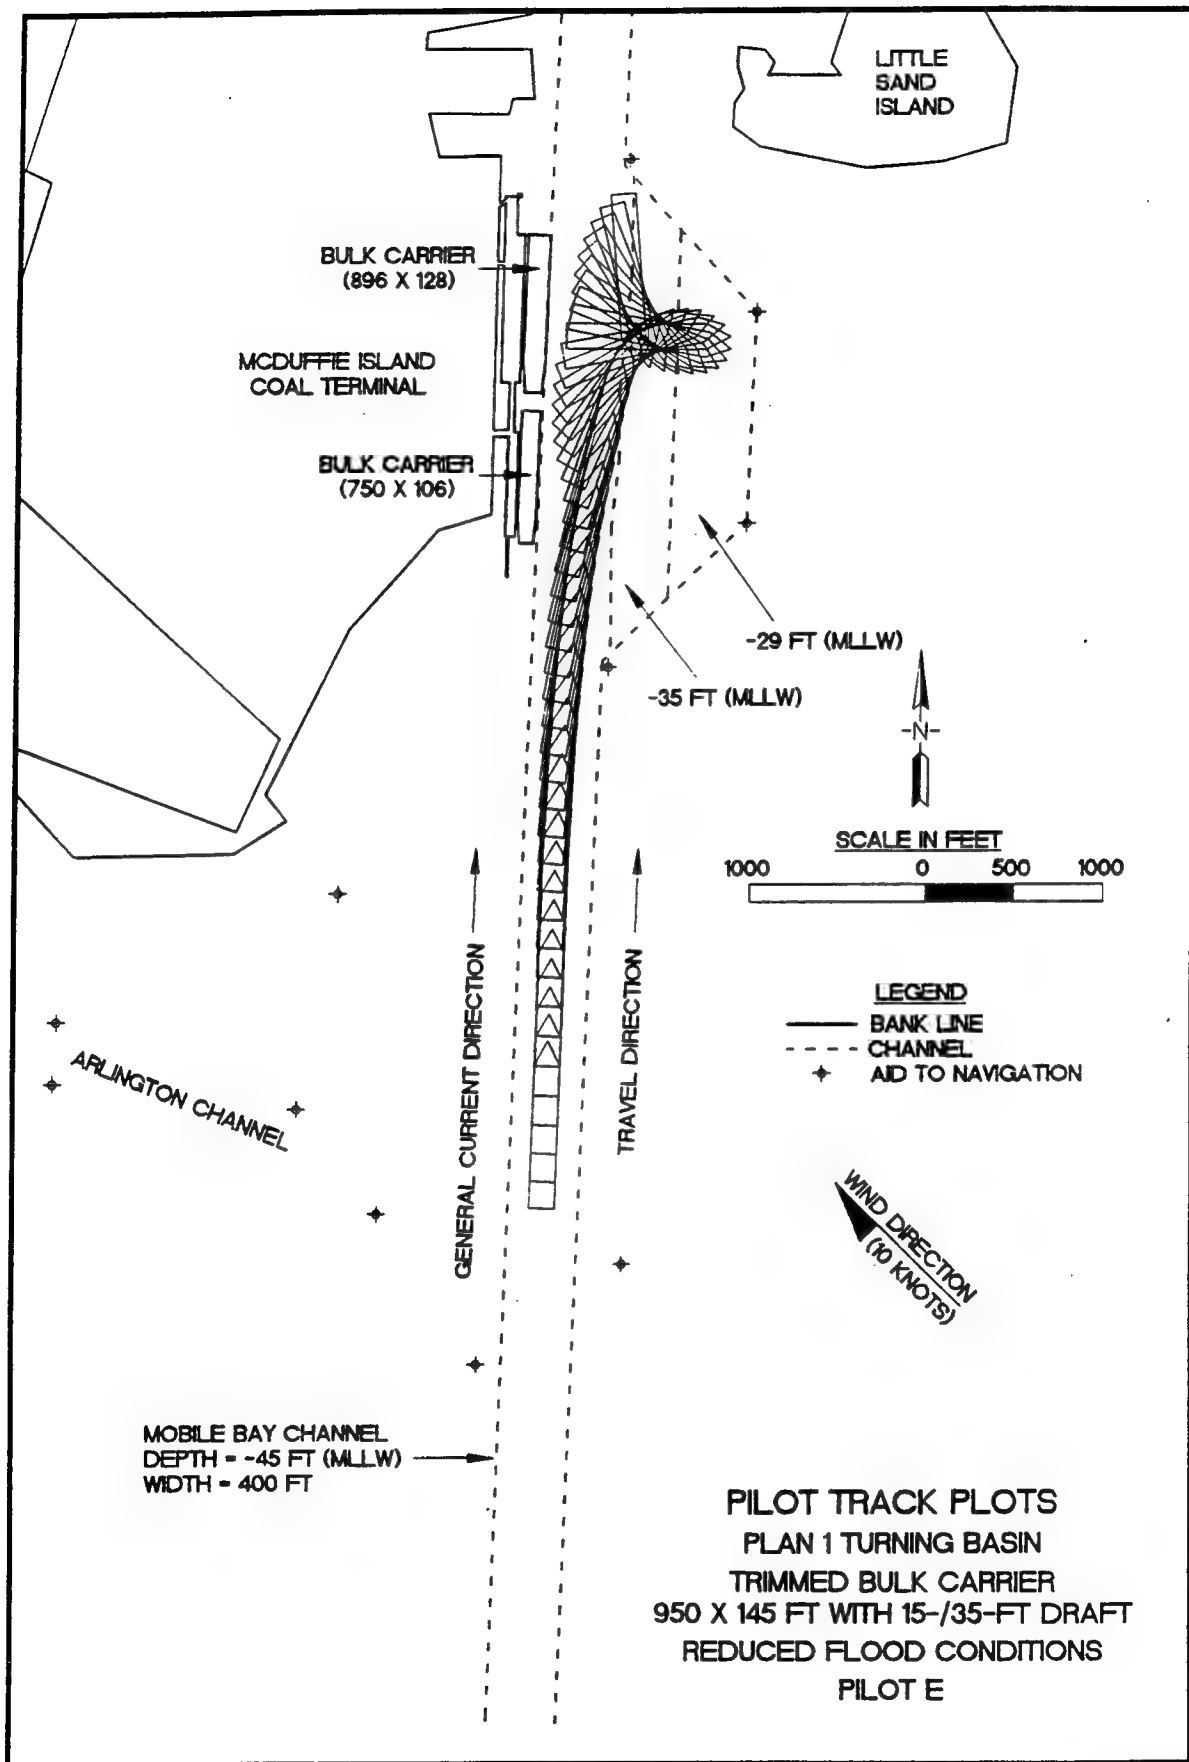 LITTLE
SAND
ISLAND
BULK CARRIER
(896 X 128)
MCDUFFIE ISLAND
COAL TERMINAL
BULK CARRIER
(750 X 106)
-29 FT (MLLW)
-35 FT (MLLW)
-N-
SCALE IN FEET
1000 0 500 1000
GENERAL CURRENT DIRECTION
TRAVEL DIRECTION
LEGEND
BANK LINE
CHANNEL
AID TO NAVIGATION
ARLINGTON CHANNEL
WIND DIRECTION
(10 KNOTS)
MOBILE BAY CHANNEL
DEPTH = -45 FT (MLLW)
WIDTH = 400 FT
PILOT TRACK PLOTS
PLAN 1 TURNING BASIN
TRIMMED BULK CARRIER
950 X 145 FT WITH 15-/35-FT DRAFT
REDUCED FLOOD CONDITIONS
PILOT E